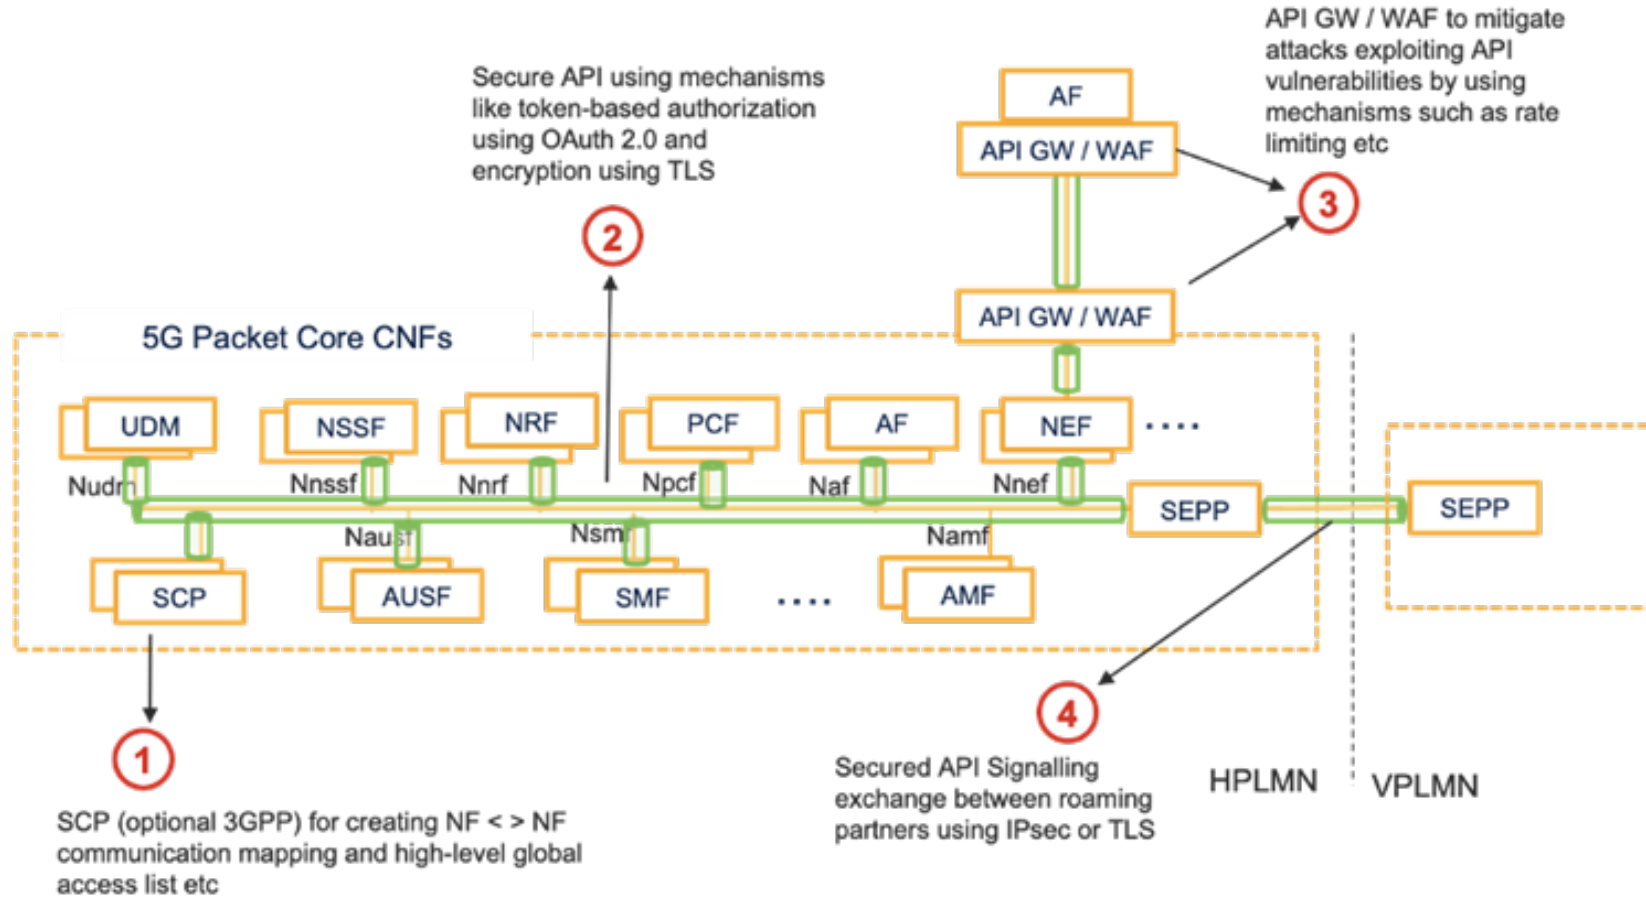 API GW / WAF to mitigate
attacks exploiting API
vulnerabilities by using
mechanisms such as rate
limiting etc
Secure API using mechanisms
like token-based authorization
using OAuth 2.0 and
encryption using TLS
AF
API GW / WAF
3
2
API GW / WAF
5G Packet Core CNFs
UDM
NSSF
NRF
PCF
AF
NEF
....
Nudm
Nnssf
Nnrf
Npcf
Naf
Nnef
SEPP
SEPP
Nausf
Nsmf
Namf
SCP
AUSF
SMF
....
AMF
4
1
Secured API Signalling
exchange between roaming
partners using IPsec or TLS
HPLMN
VPLMN
SCP (optional 3GPP) for creating NF < > NF
communication mapping and high-level global
access list etc